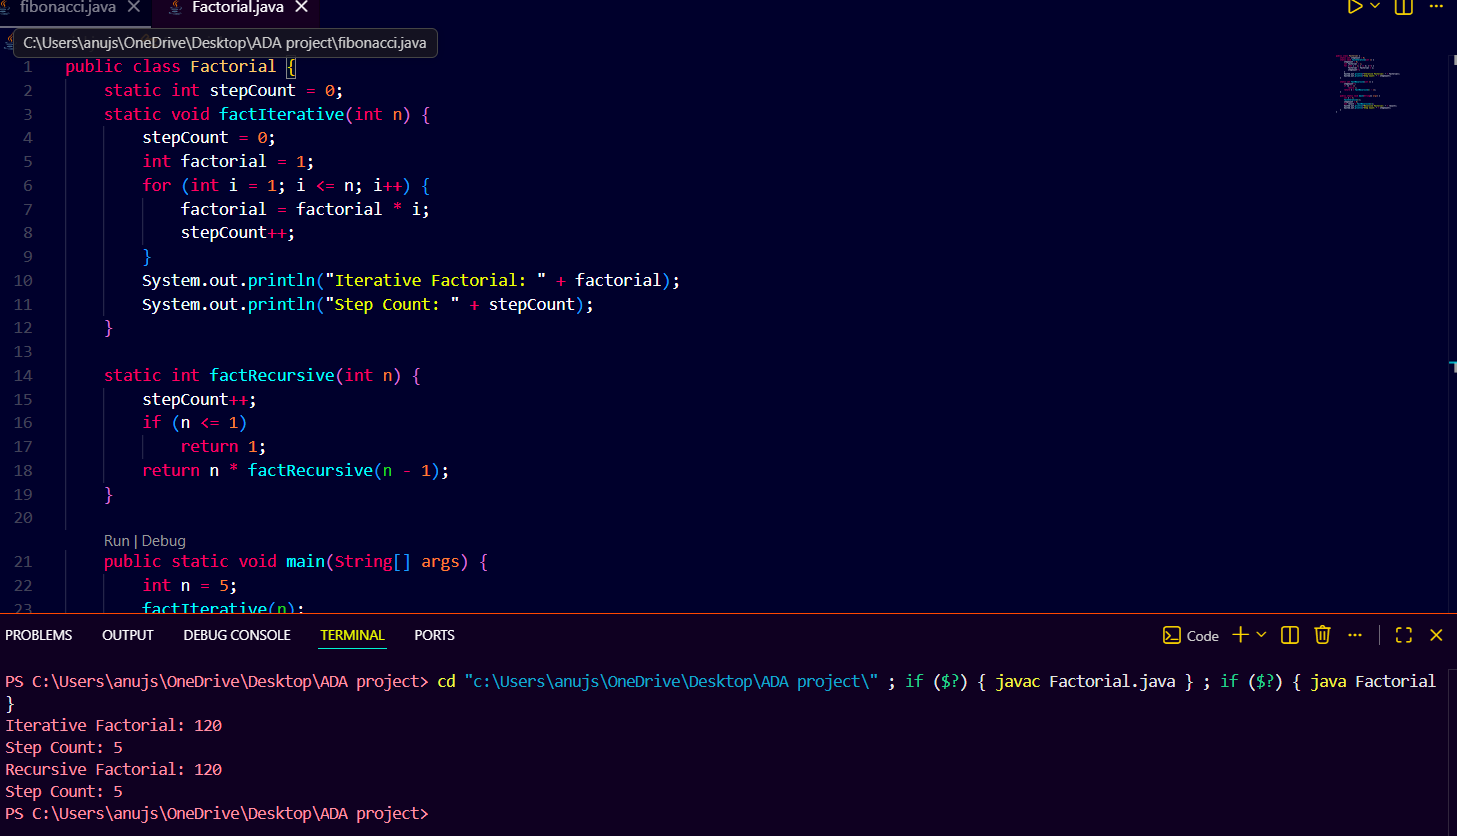 fibonacci.java
Factorial.java
C:\Users\anujs\OneDrive\Desktop\ADA project\fibonacci.java
1 public class Factorial {
2 static int stepCount = 0;
3 static void factIterative(int n) {
4 stepCount = 0;
5 int factorial = 1;
6 for (int i = 1; i <= n; i++) {
7 factorial = factorial * i;
8 stepCount++;
9 }
10 System.out.println("Iterative Factorial: " + factorial);
11 System.out.println("Step Count: " + stepCount);
12 }
13
14 static int factRecursive(int n) {
15 stepCount++;
16 if (n <= 1)
17 return 1;
18 return n * factRecursive(n - 1);
19 }
20
Run | Debug
21 public static void main(String[] args) {
22 int n = 5;
23 factIterative(n);
PROBLEMS OUTPUT DEBUG CONSOLE TERMINAL PORTS
Code
PS C:\Users\anujs\OneDrive\Desktop\ADA project> cd "c:\Users\anujs\OneDrive\Desktop\ADA project\" ; if ($?) { javac Factorial.java } ; if ($?) { java Factorial
}
Iterative Factorial: 120
Step Count: 5
Recursive Factorial: 120
Step Count: 5
PS C:\Users\anujs\OneDrive\Desktop\ADA project>